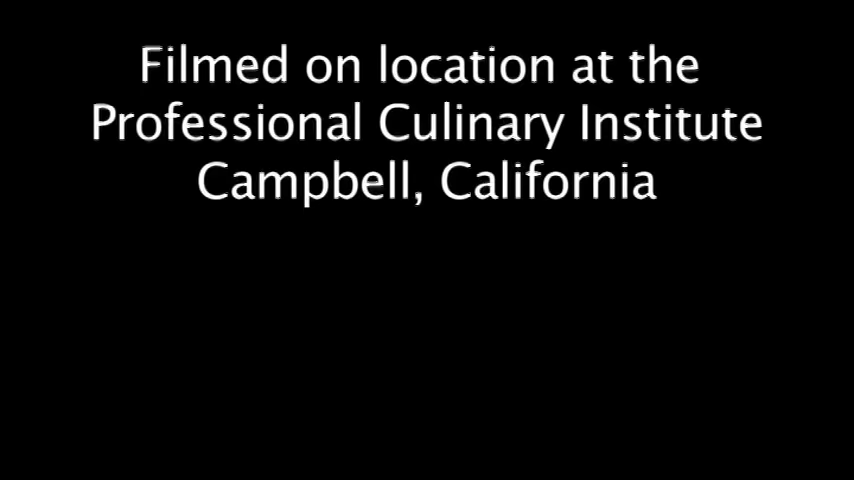 Filmed on location at the
Professional Culinary Institute
Campbell, California